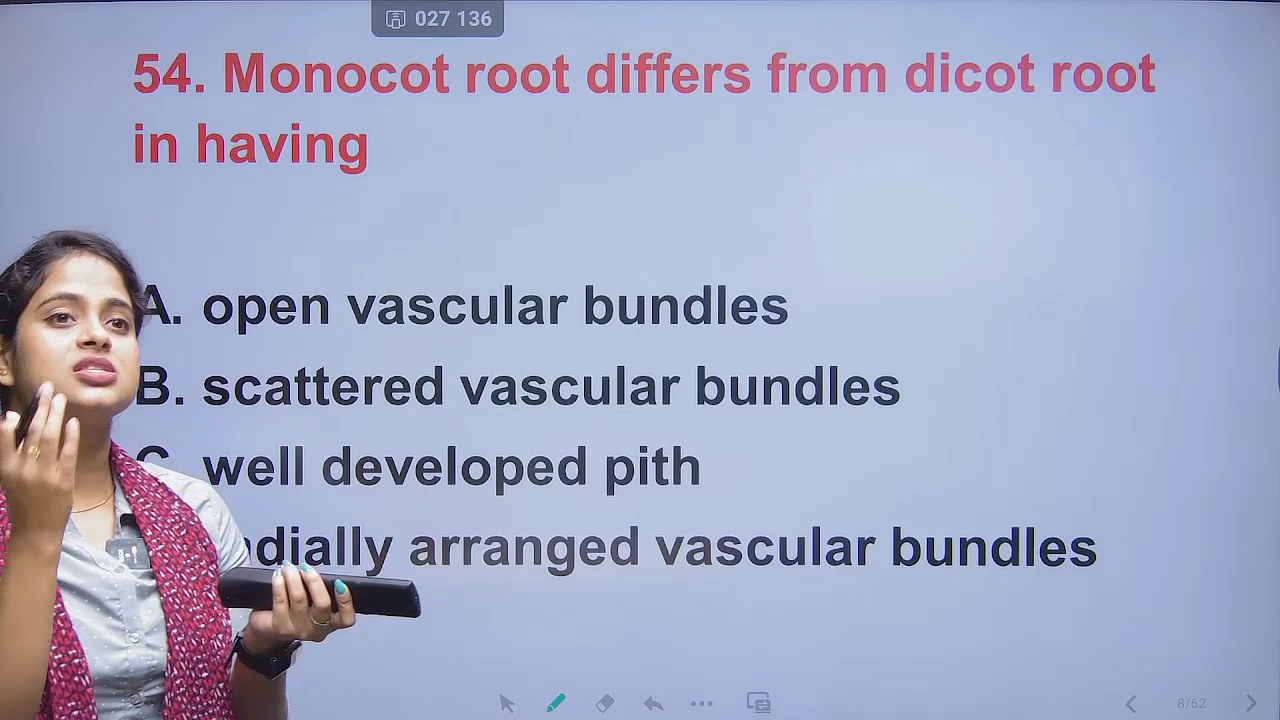 027 136
54. Monocot root differs from dicot root
in having
A. open vascular bundles
B. scattered vascular bundles
C. well developed pith
arranged vascular bundles
8/62